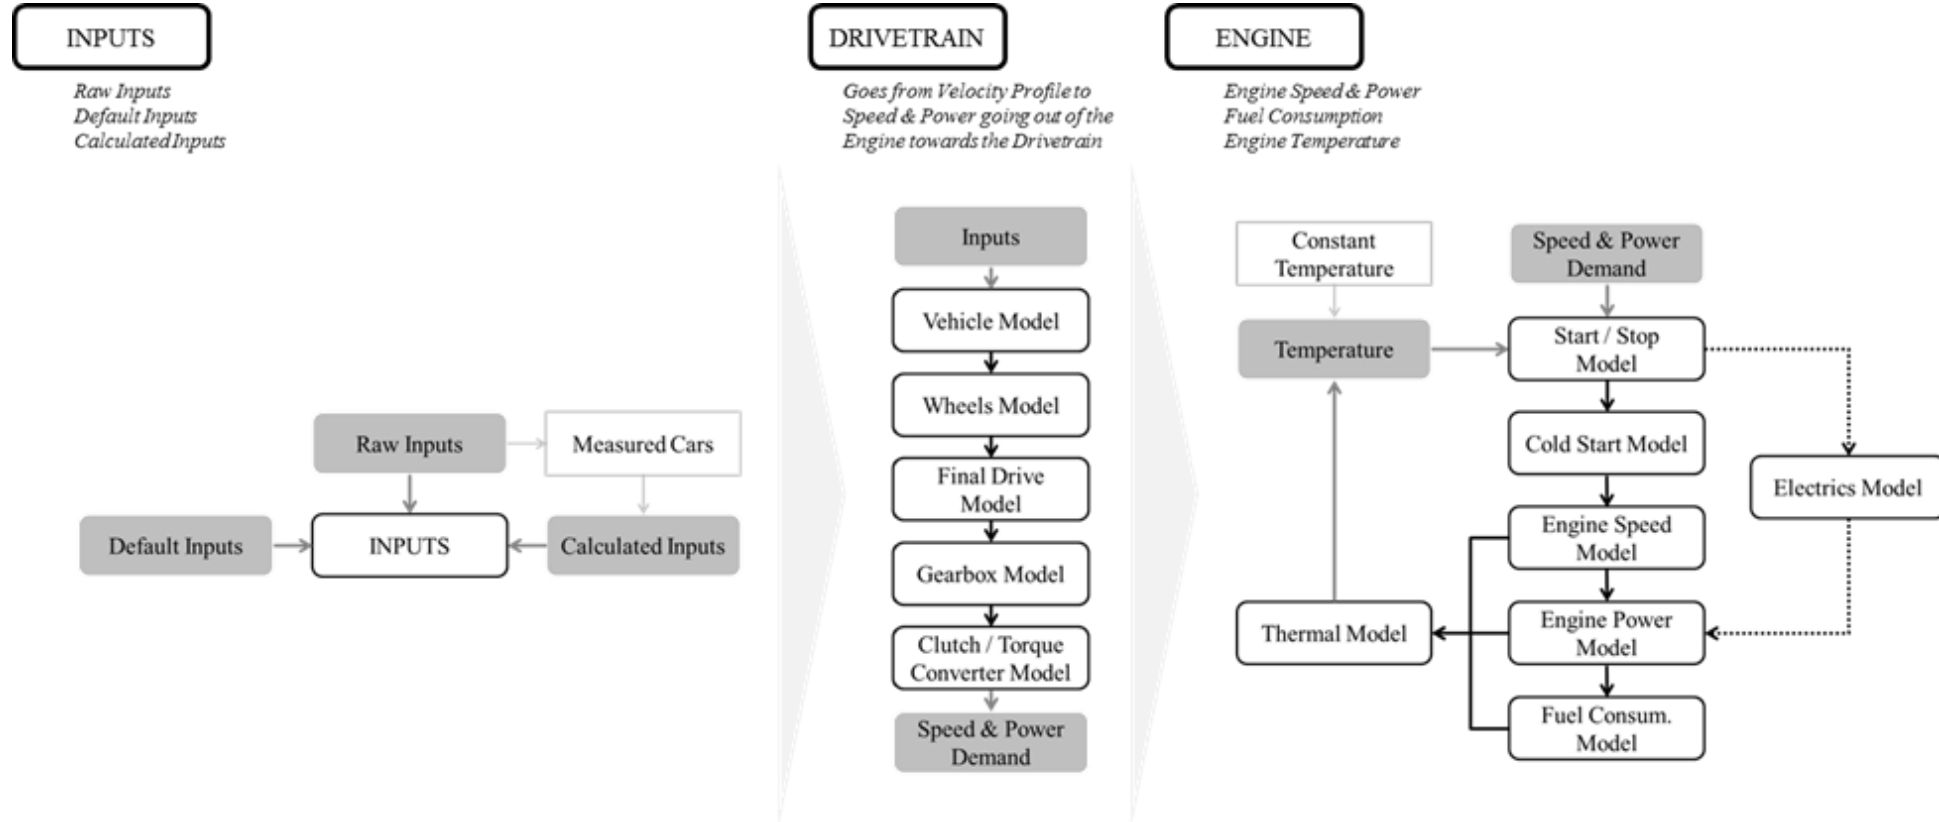 INPUTS
Raw Inputs
Default Inputs
Calculated Inputs
Raw Inputs
Measured Cars
Default Inputs
INPUTS
Calculated Inputs
DRIVETRAIN
Goes from Velocity Profile to
Speed & Power going out of the
Engine towards the Drivetrain
Inputs
Vehicle Model
Wheels Model
Final Drive
Model
Gearbox Model
Clutch / Torque
Converter Model
Speed & Power
Demand
ENGINE
Engine Speed & Power
Fuel Consumption
Engine Temperature
Constant
Temperature
Speed & Power
Demand
Temperature
Start / Stop
Model
Cold Start Model
Electrics Model
Engine Speed
Model
Thermal Model
Engine Power
Model
Fuel Consum.
Model